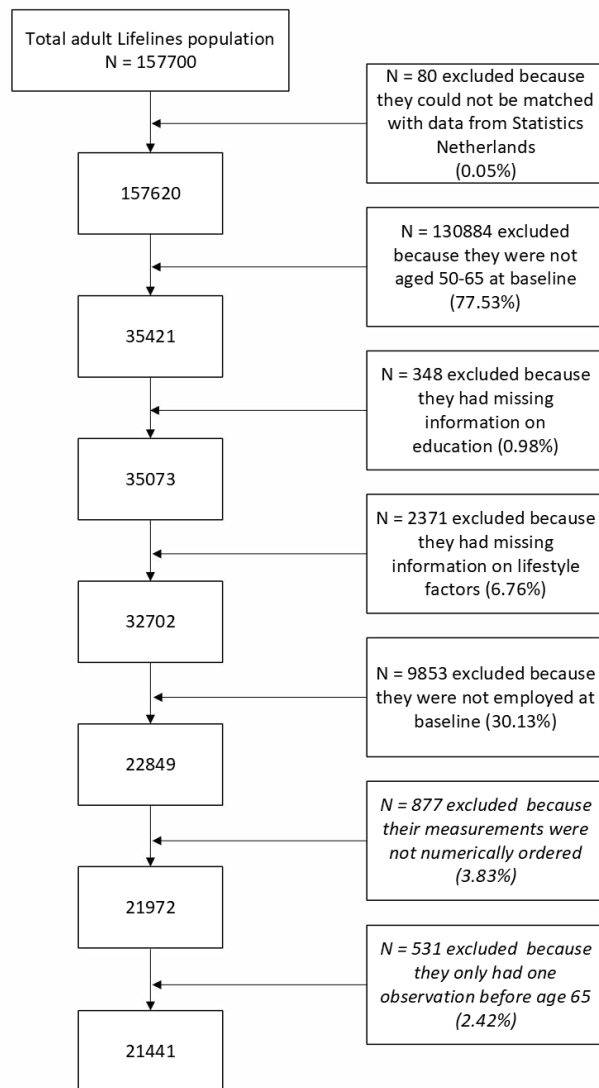 Total adult Lifelines population
N = 157700
N = 80 excluded because
they could not be matched
with data from Statistics
Netherlands
(0.05%)
157620
N = 130884 excluded
because they were not
aged 50-65 at baseline
(77.53%)
35421
N = 348 excluded because
they had missing
information on
education (0.98%)
35073
N = 2371 excluded because
they had missing
information on lifestyle
factors (6.76%)
32702
N = 9853 excluded because
they were not employed at
baseline (30.13%)
22849
N = 877 excluded  because
their measurements were
not numerically ordered
(3.83%)
21972
N = 531 excluded  because
they only had one
observation before age 65
(2.42%)
21441